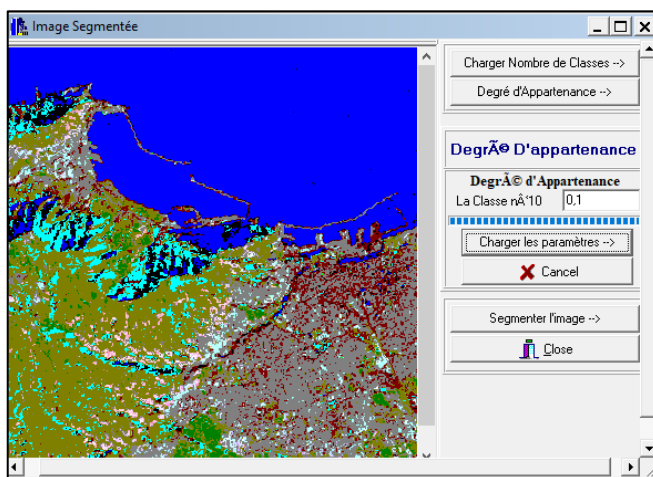 Image Segmentée
Charger Nombre de Classes -->
Degré d'Appartenance -->
DegrÃ© D'appartenance
DegrÃ© d'Appartenance
La Classe nÂ°10 0,1
Charger les paramètres -->
Cancel
Segmenter l'image -->
Close